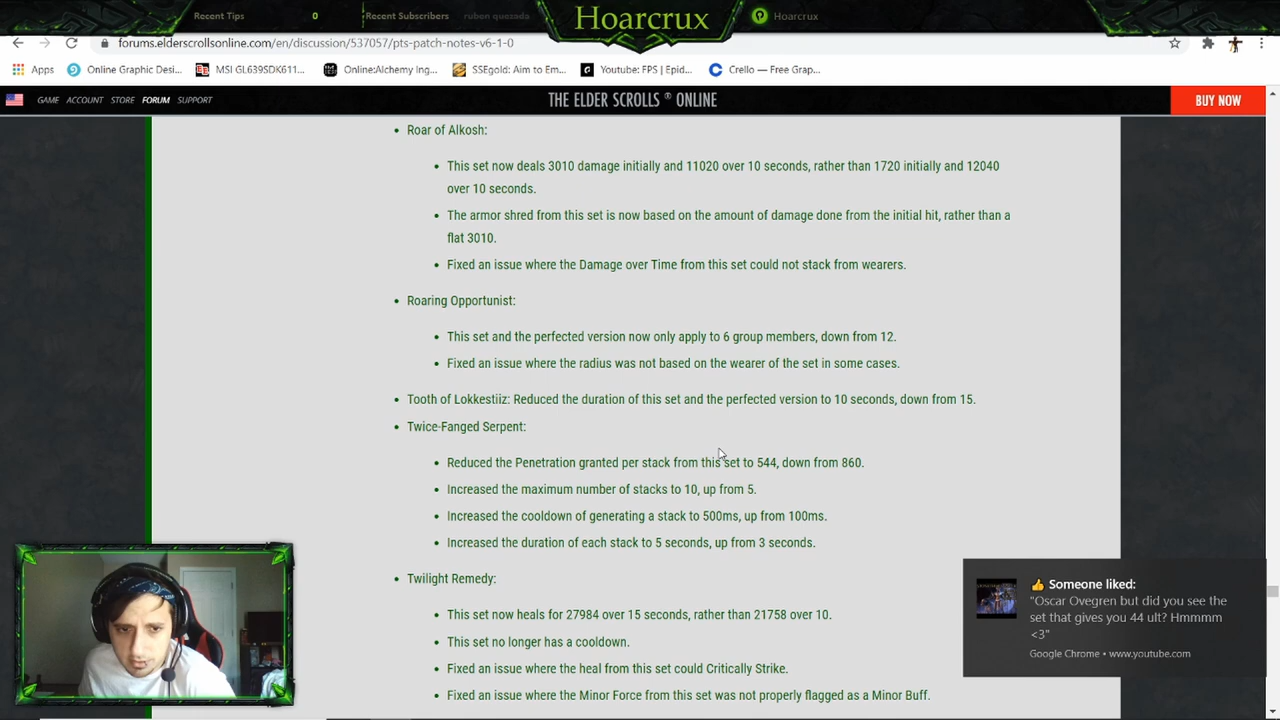 Recent Tips 0 Recent Subscribers ruben quezada Hoarcrux Hoarcrux
forums.elderscrollsonline.com/en/discussion/537057/pts-patch-notes-v6-1-0
Apps Online Graphic Desi... MSI GL639SDK611... Online:Alchemy Ing... SSEgold: Aim to Em... Youtube: FPS | Epid... Crello — Free Grap...
GAME ACCOUNT STORE FORUM SUPPORT THE ELDER SCROLLS ® ONLINE BUY NOW
• Roar of Alkosh:
• This set now deals 3010 damage initially and 11020 over 10 seconds, rather than 1720 initially and 12040
over 10 seconds.
• The armor shred from this set is now based on the amount of damage done from the initial hit, rather than a
flat 3010.
• Fixed an issue where the Damage over Time from this set could not stack from wearers.
• Roaring Opportunist:
• This set and the perfected version now only apply to 6 group members, down from 12.
• Fixed an issue where the radius was not based on the wearer of the set in some cases.
• Tooth of Lokkestiiz: Reduced the duration of this set and the perfected version to 10 seconds, down from 15.
• Twice-Fanged Serpent:
• Reduced the Penetration granted per stack from this set to 544, down from 860.
• Increased the maximum number of stacks to 10, up from 5.
• Increased the cooldown of generating a stack to 500ms, up from 100ms.
• Increased the duration of each stack to 5 seconds, up from 3 seconds.
• Twilight Remedy:
• This set now heals for 27984 over 15 seconds, rather than 21758 over 10.
• This set no longer has a cooldown.
• Fixed an issue where the heal from this set could Critically Strike.
• Fixed an issue where the Minor Force from this set was not properly flagged as a Minor Buff.
👍 Someone liked:
"Oscar Ovegren but did you see the
set that gives you 44 ult? Hmmmm
<3"
Google Chrome • www.youtube.com